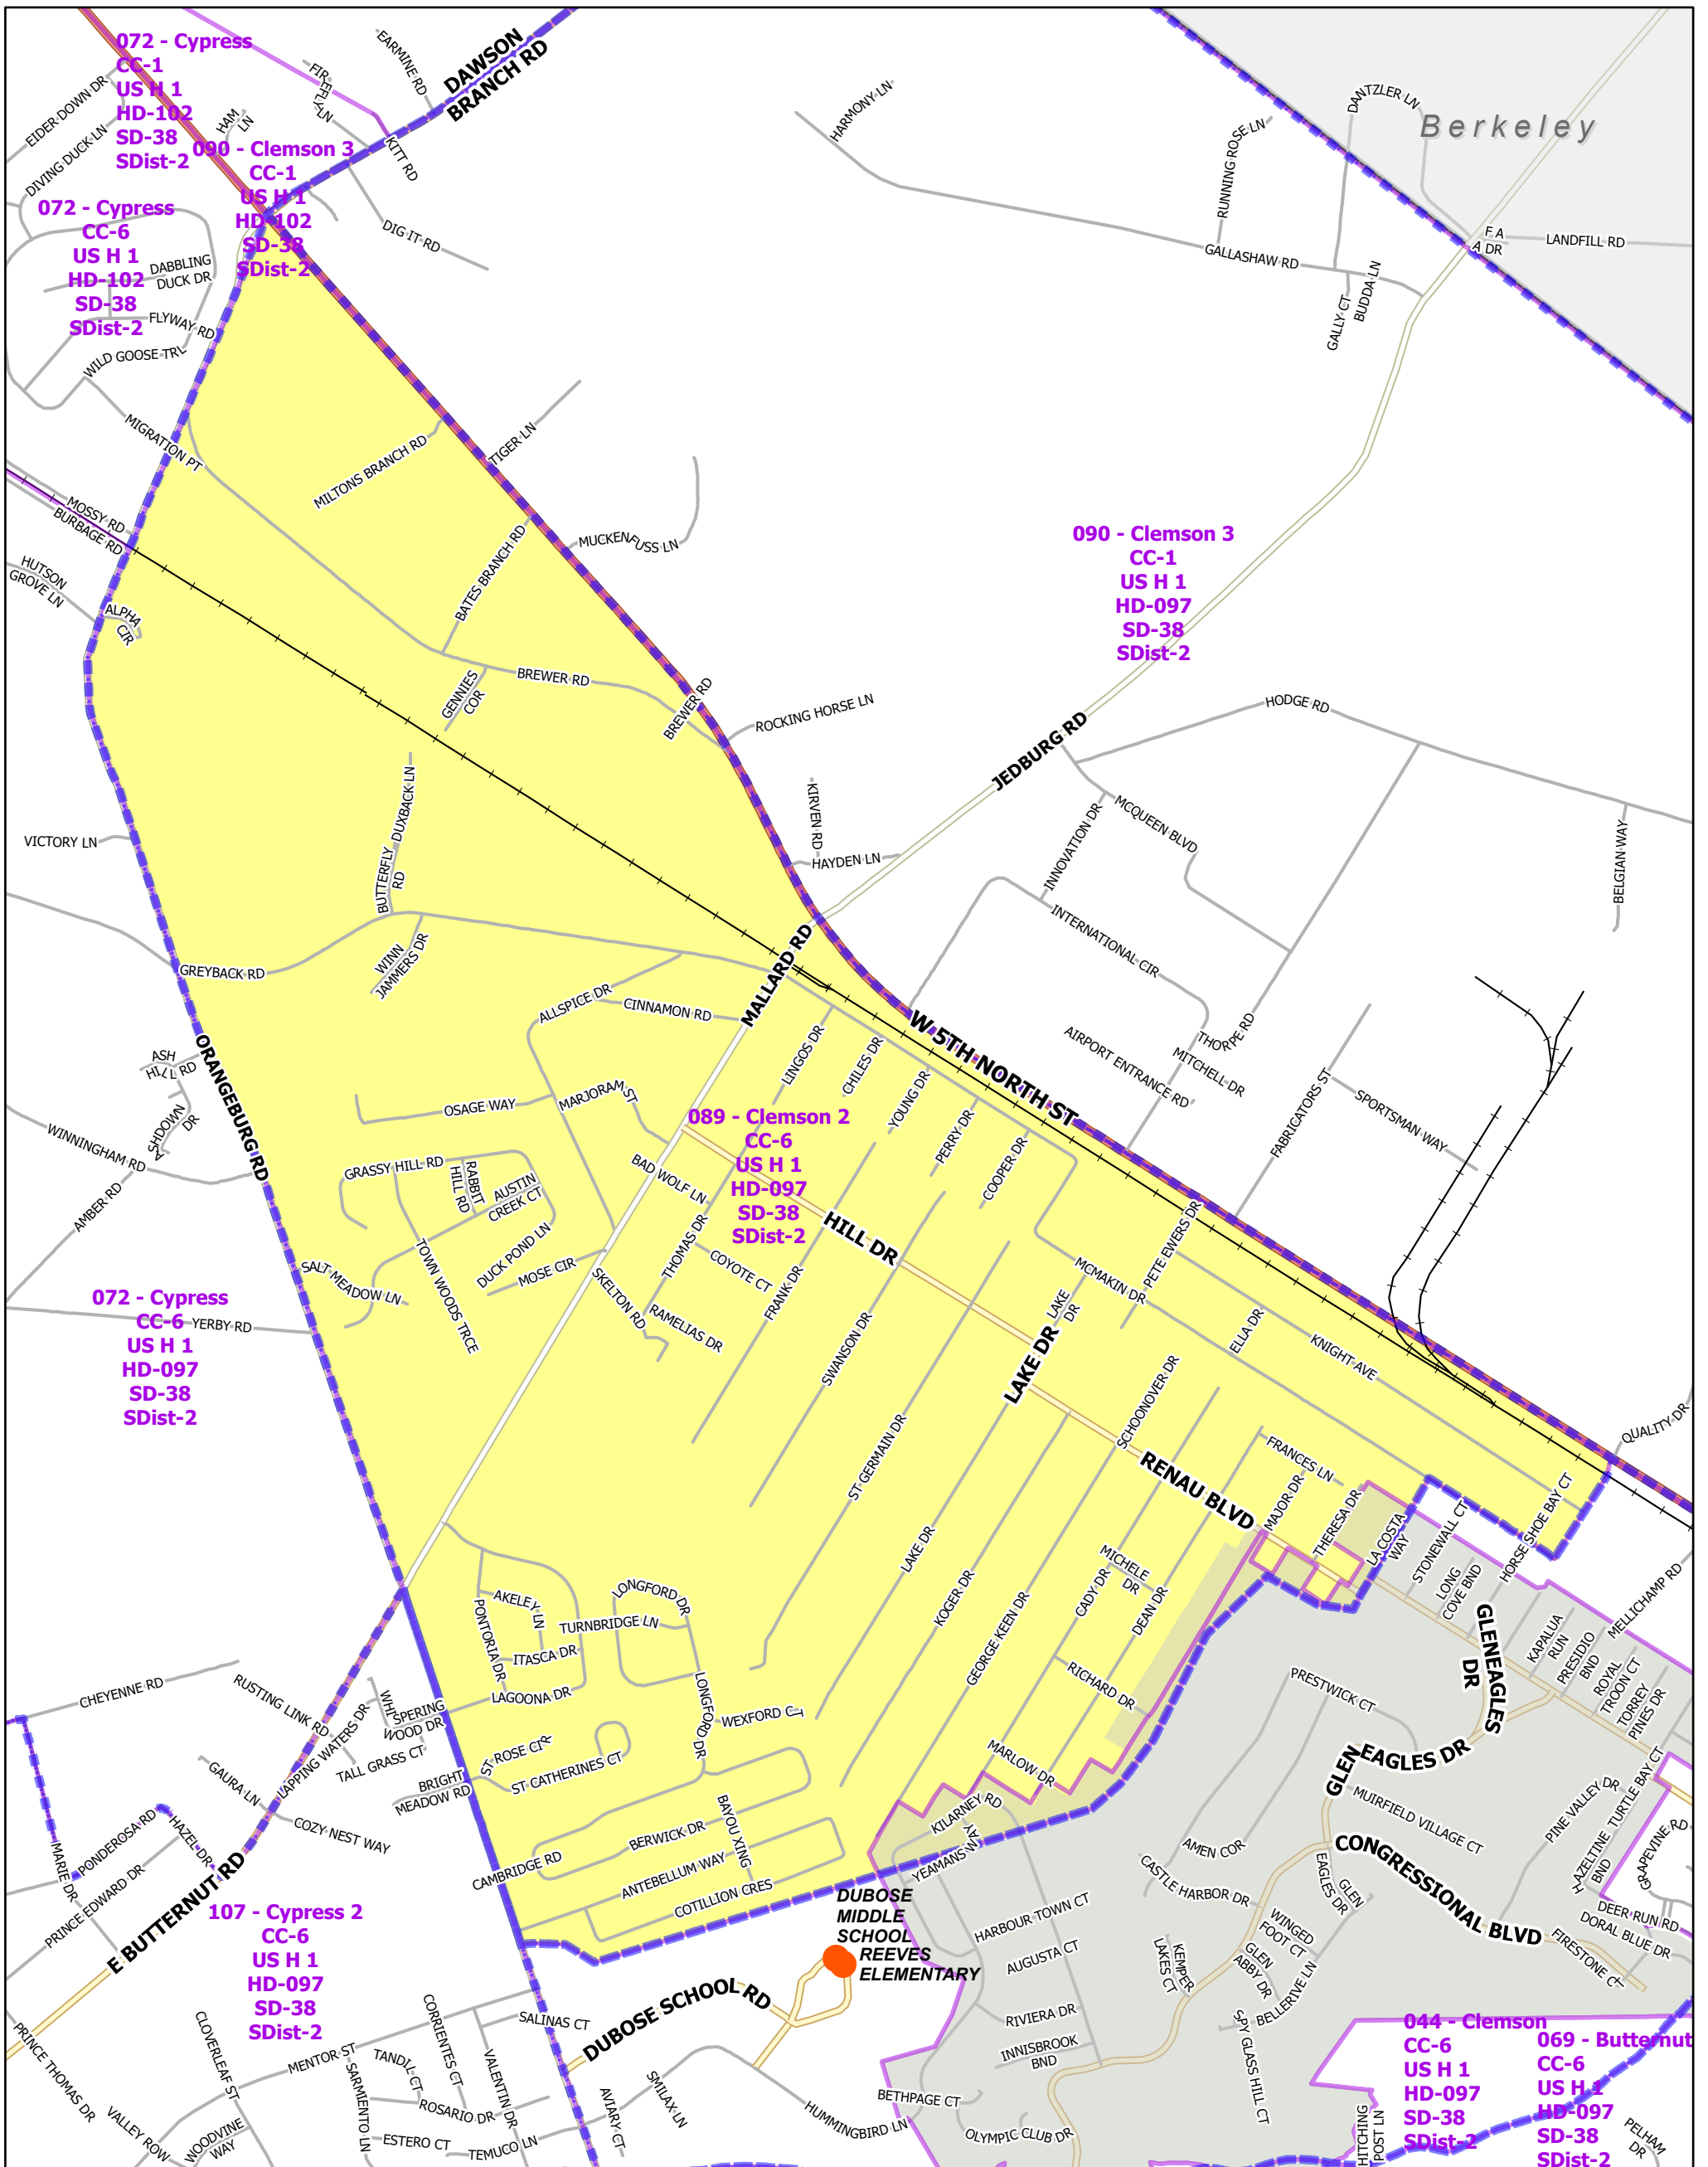 072 - Cypress
CC-1
US H 1
HD-102
SD-38
SDist-2
090 - Clemson 3
CC-1
US H 1
HD-102
SD-38
SDist-2
072 - Cypress
CC-6
US H 1
HD-102
SD-38
SDist-2
EIDER DOWN DR
DIVING DUCK LN
HAM
LN
FIREFLY LN
EARMINE RD
DAWSON
BRANCH RD
KITT RD
DIG IT RD
DABBLING
DUCK DR
FLYWAY RD
WILD GOOSE TRL
MIGRATION PT
MOSSY RD
BURBAGE RD
HUTSON
GROVE LN
ALPHA
CIR
HARMONY LN
RUNNING ROSE LN
DANTZLER LN
Berkeley
F A
A DR
LANDFILL RD
GALLASHAW RD
GALLY CT
BUDDA LN
TIGER LN
MILTONS BRANCH RD
MUCKENFUSS LN
BATES BRANCH RD
090 - Clemson 3
CC-1
US H 1
HD-097
SD-38
SDist-2
GENNIES
COR
BREWER RD
BREWER RD
ROCKING HORSE LN
HODGE RD
JEDBURG RD
KIRVEN RD
HAYDEN LN
MCQUEEN BLVD
INNOVATION DR
BELGIAN WAY
VICTORY LN
DUXBACK LN
BUTTERFLY
RD
INTERNATIONAL CIR
GREYBACK RD
WINN
JAMMERS DR
MALLARD RD
ALLSPICE DR
CINNAMON RD
W 5TH NORTH ST
LINGOS DR
CHILES DR
YOUNG DR
PERRY DR
COOPER DR
THORPE RD
MITCHELL DR
AIRPORT ENTRANCE RD
FABRICATORS ST
SPORTSMAN WAY
ASH
HILL RD
ASHDOWN
DR
ORANGEBURG RD
WINNINGHAM RD
AMBER RD
OSAGE WAY
MARJORAM ST
089 - Clemson 2
CC-6
US H 1
HD-097
SD-38
SDist-2
GRASSY HILL RD
RABBIT
HILL RD
AUSTIN
CREEK CT
BAD WOLF LN
HILL DR
THOMAS DR
COYOTE CT
FRANK DR
TOWN WOODS TRCE
DUCK POND LN
MOSE CIR
SALT MEADOW LN
SKELTON RD
RAMELIAS DR
SWANSON DR
PETE EWERS DR
MCMAKIN DR
LAKE
DR
LAKE DR
ELLA DR
KNIGHT AVE
072 - Cypress
CC-6
YERBY RD
US H 1
HD-097
SD-38
SDist-2
SCHOONOVER DR
ST GERMAIN DR
FRANCES LN
QUALITY DR
RENAU BLVD
MAJOR DR
THERESA DR
LA COSTA
WAY
STONEWALL CT
HORSE SHOE BAY CT
LONG
COVE BND
MELLICHAMP RD
LAKE DR
KOGER DR
GEORGE KEEN DR
MICHELE
DR
CADY DR
DEAN DR
RICHARD DR
GLENEAGLES
DR
KAPALUA
RUN
PRESIDIO
BND
ROYAL
TROON CT
TORREY
PINES DR
PRESTWICK CT
AKELEY LN
PONTORIA DR
LONGFORD DR
TURNBRIDGE LN
ITASCA DR
LAGOONA DR
LONGFORD DR
WEXFORD CT
CHEYENNE RD
RUSTING LINK RD
WHISPERING
WOOD DR
LAPPING WATERS DR
TALL GRASS CT
ST ROSE CIR
ST CATHERINES CT
BRIGHT
MEADOW RD
GAURA LN
COZY NEST WAY
MARLOW DR
KILARNEY RD
YEAMANS WAY
GLEN EAGLES DR
MUIRFIELD VILLAGE CT
PINE VALLEY DR
TURTLE BAY CT
HAZELTINE
BND
GRAPEVINE RD
AMEN COR
CASTLE HARBOR DR
CONGRESSIONAL BLVD
GLEN
EAGLES DR
DEER RUN RD
DORAL BLUE DR
FIRESTONE CT
PONDEROSA RD
MARIE DR
HAZEL DR
PRINCE EDWARD DR
E BUTTERNUT RD
BAYOU XING
BERWICK DR
CAMBRIDGE RD
ANTEBELLUM WAY
COTILLION CRES
107 - Cypress 2
CC-6
US H 1
HD-097
SD-38
SDist-2
DUBOSE
MIDDLE
SCHOOL
REEVES
ELEMENTARY
DUBOSE SCHOOL RD
HARBOUR TOWN CT
AUGUSTA CT
KEMPER
LAKES CT
WINGED
FOOT CT
GLEN
ABBY DR
BELLERIVE LN
RIVIERA DR
INNISBROOK
BND
SPY GLASS HILL CT
BETHPAGE CT
OLYMPIC CLUB DR
044 - Clemson
CC-6
US H 1
HD-097
SD-38
SDist-2
069 - Butternut
CC-6
US H 1
HD-097
SD-38
SDist-2
HITCHING
POST LN
PELHAM
DR
PRINCE THOMAS DR
VALLEY ROW
WOODVINE
WAY
CLOVERLEAF ST
MENTOR ST
SARMIENTO LN
TANDIL CT
CORRIENTES CT
ROSARIO DR
ESTERO CT
TEMUCO LN
VALENTIN DR
SALINAS CT
AVIARY CT
SMILAX LN
HUMMINGBIRD LN